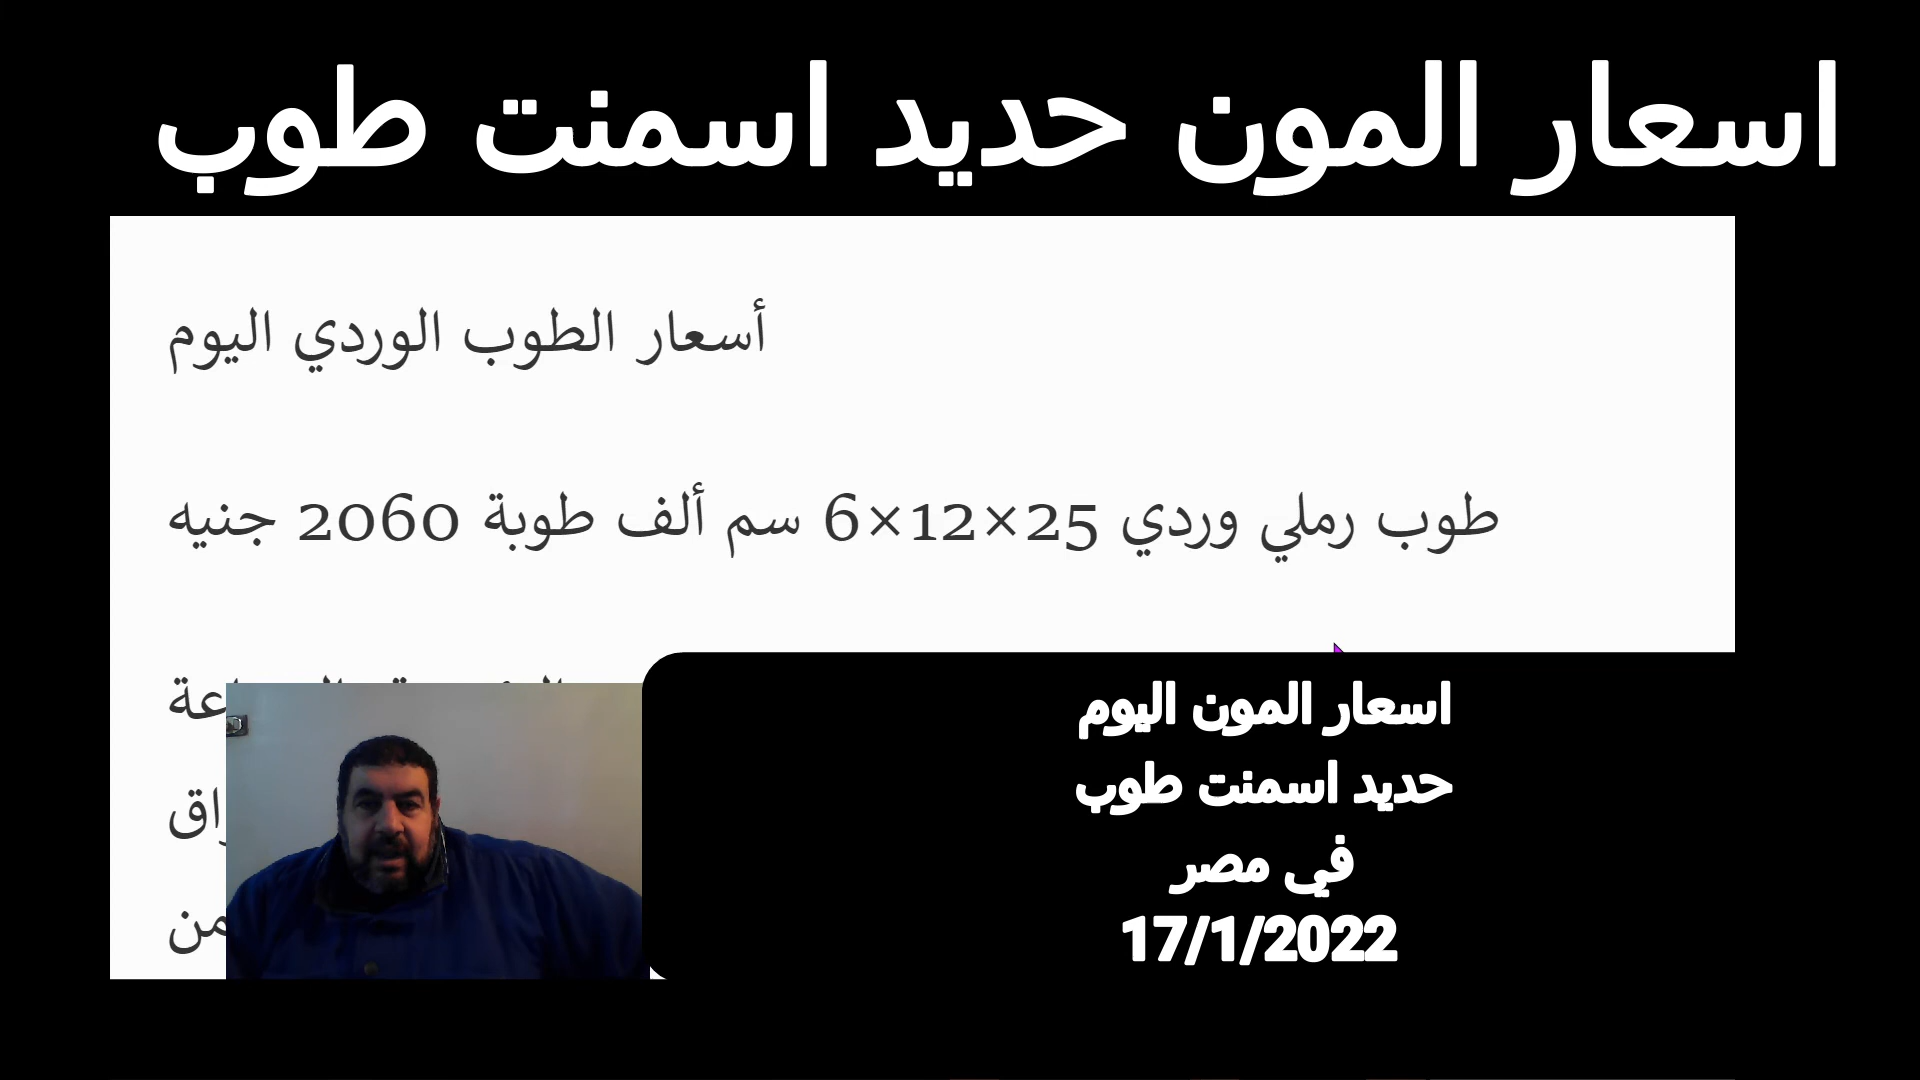 اسعار المون حديد اسمنت طوب
أسعار الطوب الوردي اليوم
طوب رملي وردي 25×12×6 سم ألف طوبة 2060 جنيه
من
اسعار المون اليوم
حديد اسمنت طوب
في مصر
17/1/2022